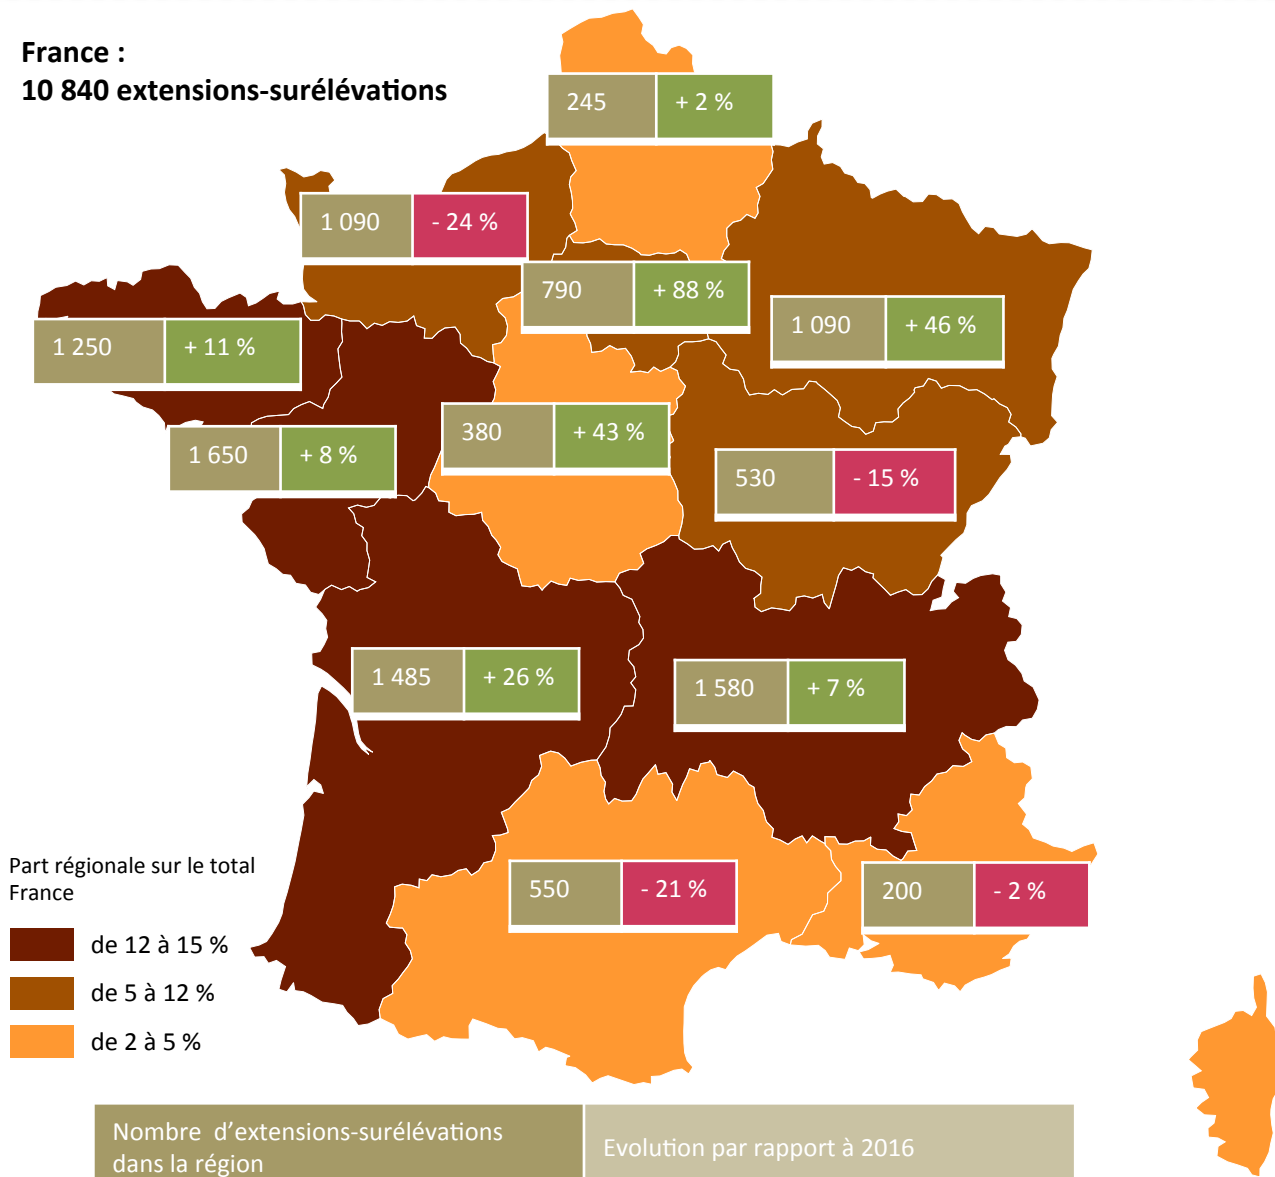 France :
10 840 extensions-surélévations
245 + 2 %
1 090 - 24 %
790 + 88 %
1 090 + 46 %
1 250 + 11 %
380 + 43 %
1 650 + 8 %
530 - 15 %
1 485 + 26 %
1 580 + 7 %
550 - 21 %
200 - 2 %
Part régionale sur le total
France
de 12 à 15 %
de 5 à 12 %
de 2 à 5 %
Nombre d'extensions-surélévations
dans la région
Evolution par rapport à 2016